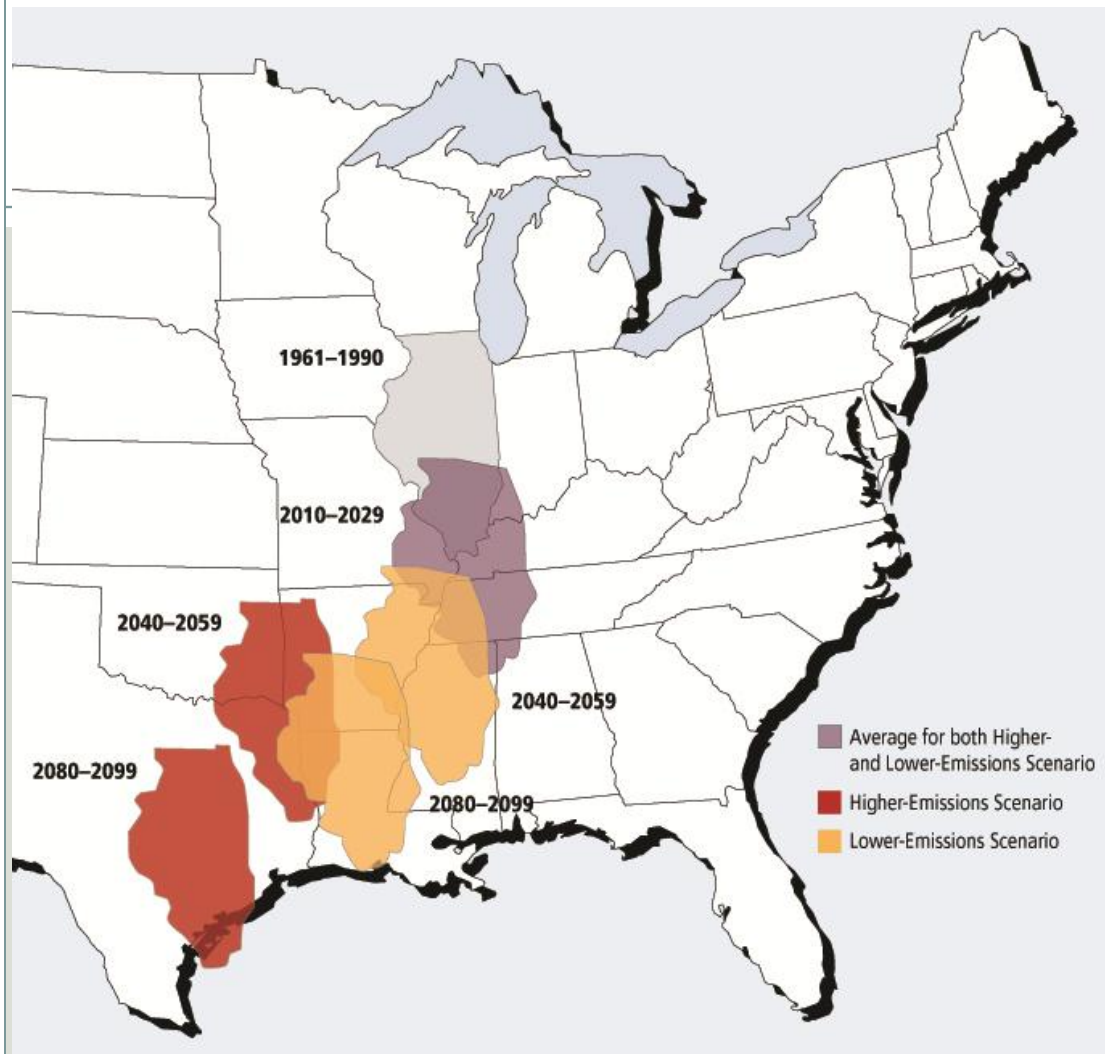 1961–1990
2010–2029
2040–2059
2040–2059
2080–2099
2080–2099
Average for both Higher-
and Lower-Emissions Scenario
Higher-Emissions Scenario
Lower-Emissions Scenario